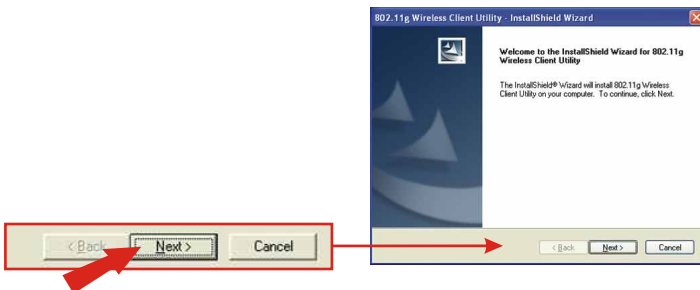 802.11g Wireless Client Utility - InstallShield Wizard
Welcome to the InstallShield Wizard for 802.11g
Wireless Client Utility
The InstallShield® Wizard will install 802.11g Wireless
Client Utility on your computer. To continue, click Next.
< Back Next > Cancel
< Back Next > Cancel